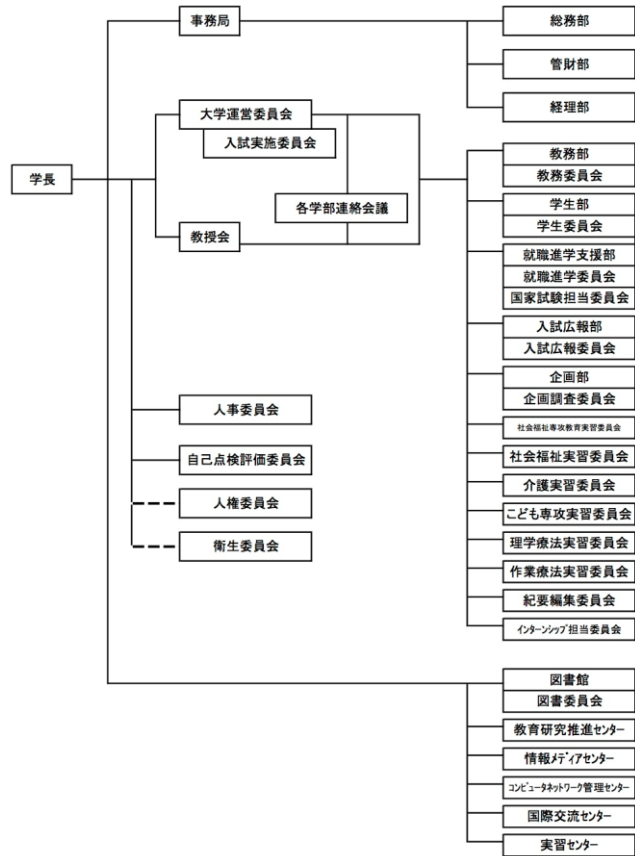 事務局
総務部
管財部
経理部
大学運営委員会
入試実施委員会
学長
各学部連絡会議
教授会
教務部
教務委員会
学生部
学生委員会
就職進学支援部
就職進学委員会
国家試験担当委員会
入試広報部
入試広報委員会
企画部
企画調査委員会
人事委員会
自己点検評価委員会
人権委員会
衛生委員会
社会福祉専攻教育実習委員会
社会福祉実習委員会
介護実習委員会
こども専攻実習委員会
理学療法実習委員会
作業療法実習委員会
紀要編集委員会
インターンシップ担当委員会
図書館
図書委員会
教育研究推進センター
情報メディアセンター
コンピュータネットワーク管理センター
国際交流センター
実習センター